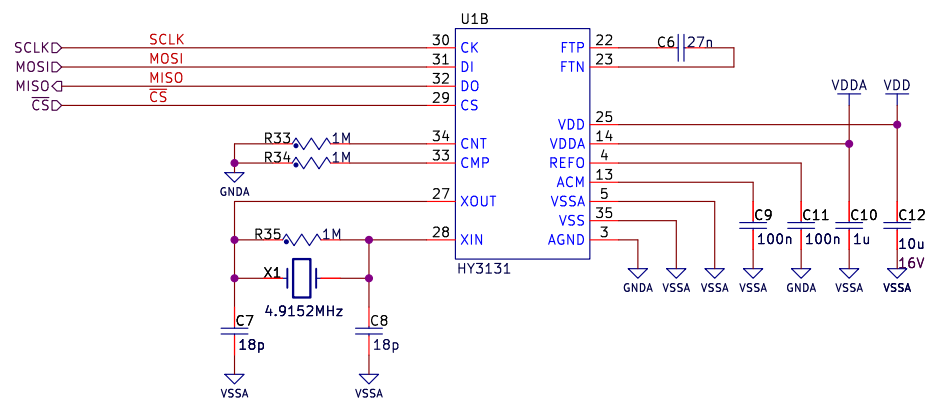 U1B
SCLK SCLK 30 CK FTP 22 C6 27n
MOSI MOSI 31 DI FTN 23
MISO MISO 32 DO
CS CS 29 CS VDDA VDD
VDD 25
R33 1M 34 CNT VDDA 14
R34 1M 33 CMP REFO 4
GNDA ACM 13
27 XOUT VSSA 5
VSS 35 C9 C11 C10 C12
R35 1M 28 XIN AGND 3 100n 100n 1u 10u
16V
HY3131
X1
GNDA VSSA VSSA VSSA GNDA VSSA VSSA
4.9152MHz
C7 C8
18p 18p
VSSA VSSA